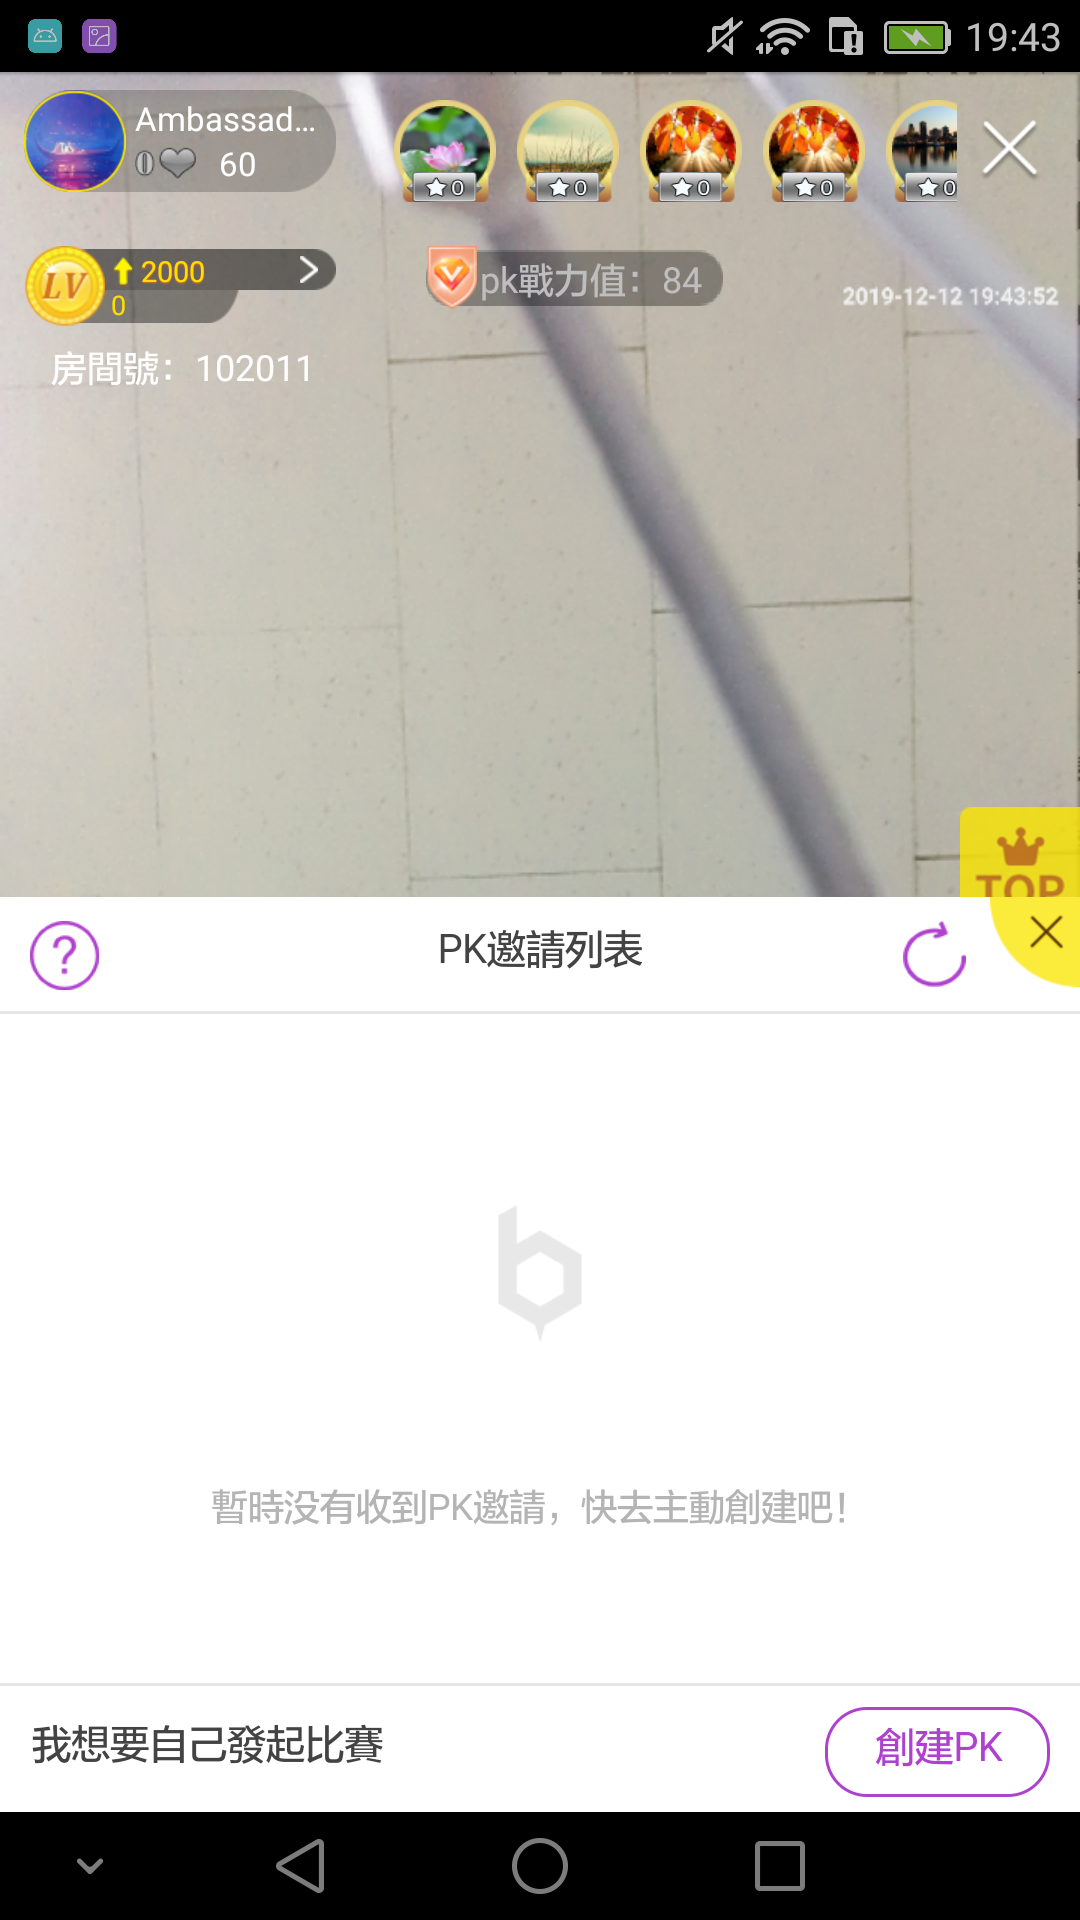 19:43
Ambassad...
60
0
0
0
0
0
LV
2000
0
pk戰力值：84
2019-12-12 19:43:52
房間號：102011
TOP
PK邀請列表
暫時没有收到PK邀請，快去主動創建吧！
我想要自己發起比賽
創建PK